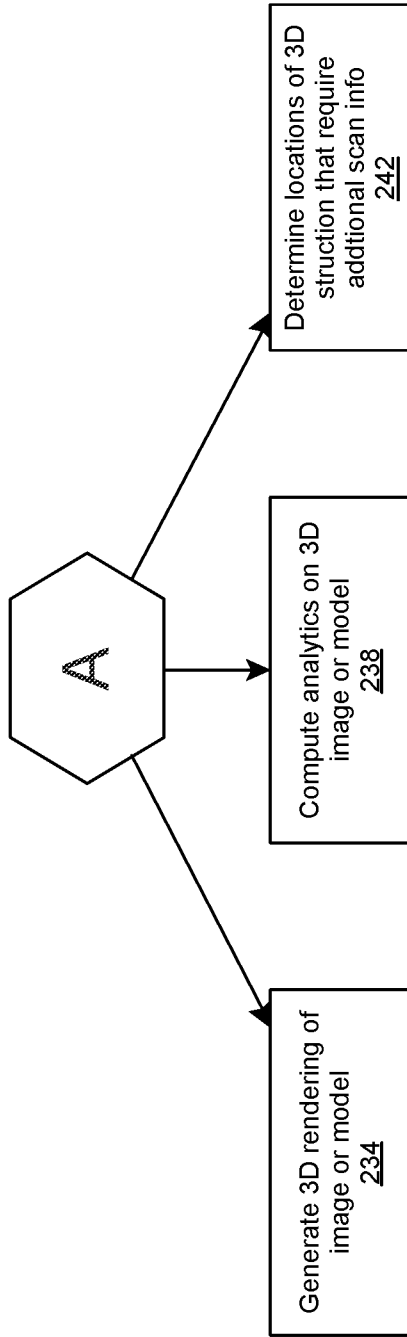 A
Generate 3D rendering of
image or model
234
Compute analytics on 3D
image or model
238
Determine locations of 3D
struction that require
addtional scan info
242